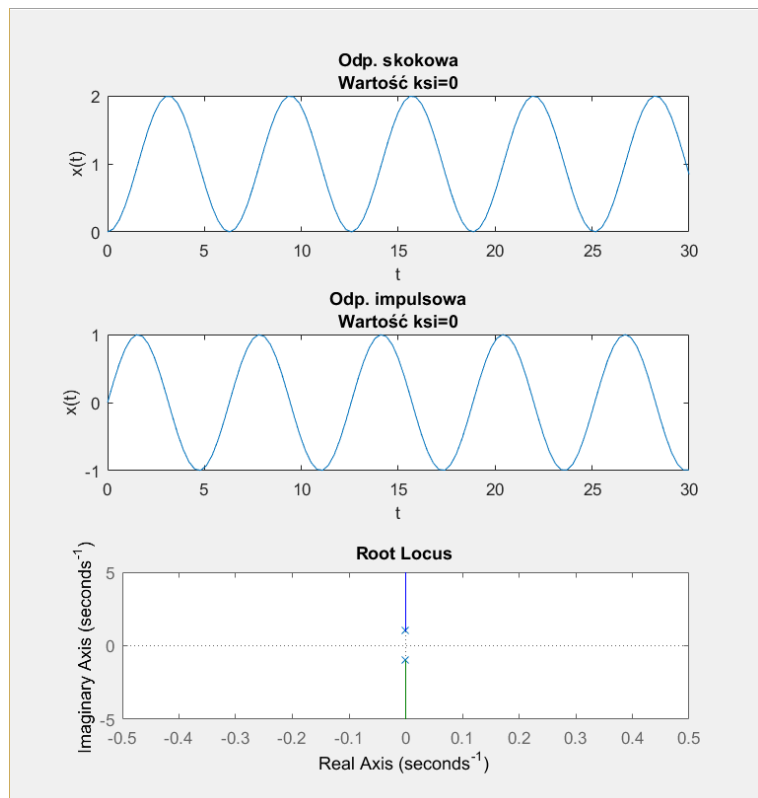 Odp. skokowa
Wartość ksi=0
2
1
0
x(t)
0 5 10 15 20 25 30
t
Odp. impulsowa
Wartość ksi=0
1
0
-1
x(t)
0 5 10 15 20 25 30
t
Root Locus
5
0
-5
Imaginary Axis (seconds⁻¹)
-0.5 -0.4 -0.3 -0.2 -0.1 0 0.1 0.2 0.3 0.4 0.5
Real Axis (seconds⁻¹)